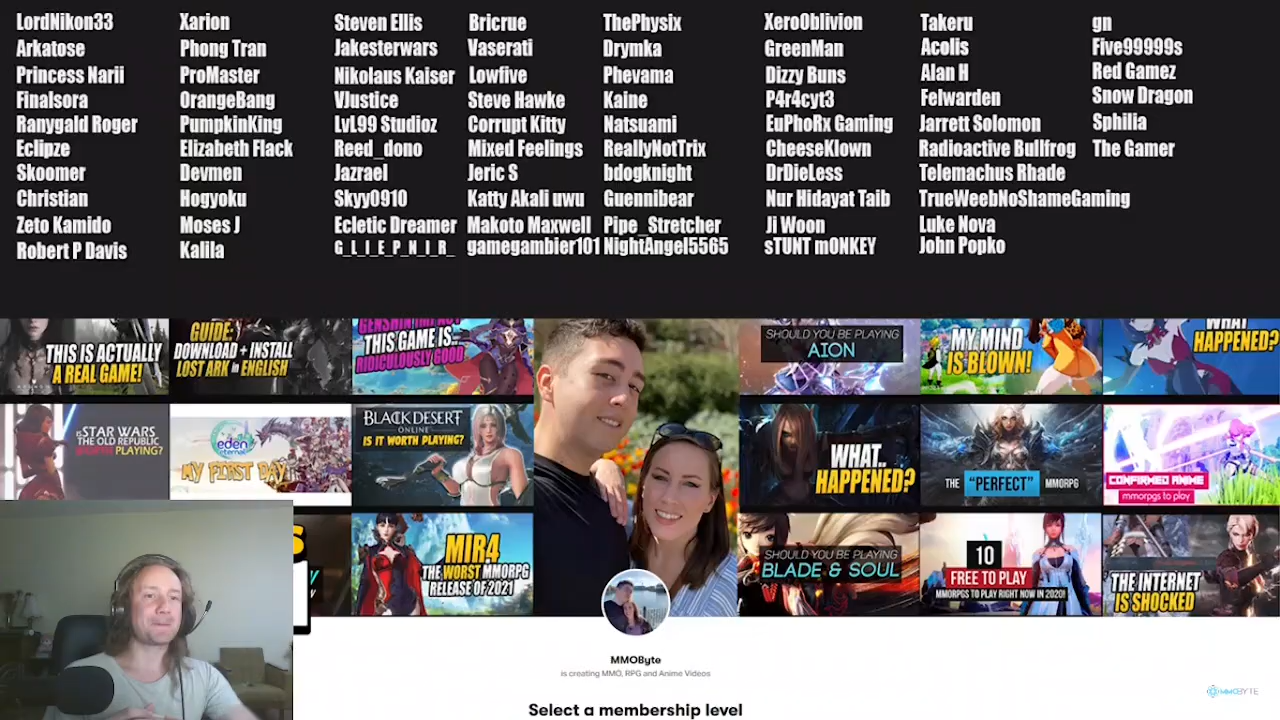 LordNikon33
Arkatose
Princess Narii
Finalsora
Ranygald Roger
Eclipze
Skoomer
Christian
Zeto Kamido
Robert P Davis
Xarion
Phong Tran
ProMaster
OrangeBang
PumpkinKing
Elizabeth Flack
Devmen
Hogyoku
Moses J
Kalila
Steven Ellis
Jakesterwars
Nikolaus Kaiser
VJustice
LvL99 Studioz
Reed_dono
Jazrael
Skyy0910
Ecletic Dreamer
G_L_I_E_P_N_I_R_
Bricrue
Vaserati
Lowfive
Steve Hawke
Corrupt Kitty
Mixed Feelings
Jeric S
Katty Akali uwu
Makoto Maxwell
gamegambier101
ThePhysix
Drymka
Phevama
Kaine
Natsuami
ReallyNotTrix
bdogknight
Guennibear
Pipe_Stretcher
NightAngel5565
XeroOblivion
GreenMan
Dizzy Buns
P4r4cyt3
EuPhoRx Gaming
CheeseKlown
DrDieLess
Nur Hidayat Taib
Ji Woon
sTUNT mONKEY
Takeru
Acolis
Alan H
Felwarden
Jarrett Solomon
Radioactive Bullfrog
Telemachus Rhade
TrueWeebNoShameGaming
Luke Nova
John Popko
gn
Five99999s
Red Gamez
Snow Dragon
Sphilia
The Gamer
THIS IS ACTUALLY
A REAL GAME!
GUIDE:
DOWNLOAD + INSTALL
LOST ARK in ENGLISH
GENSHIN IMPACT
THIS GAME IS..
RIDICULOUSLY GOOD
SHOULD YOU BE PLAYING
AION
MY MIND
IS BLOWN!
WHAT
HAPPENED?
is STAR WARS
THE OLD REPUBLIC
PLAYING?
eden
eternal
MY FIRST DAY
BLACK DESERT
ONLINE
IS IT WORTH PLAYING?
WHAT..
HAPPENED?
THE "PERFECT" MMORPG
CONFIRMED ANIME
mmorpgs to play
MIR4
THE WORST MMORPG
RELEASE OF 2021
SHOULD YOU BE PLAYING
BLADE & SOUL
10
FREE TO PLAY
MMORPGS TO PLAY RIGHT NOW IN 2020!
THE INTERNET
IS SHOCKED
MMOByte
is creating MMO, RPG and Anime Videos
Select a membership level
MMOBYTE